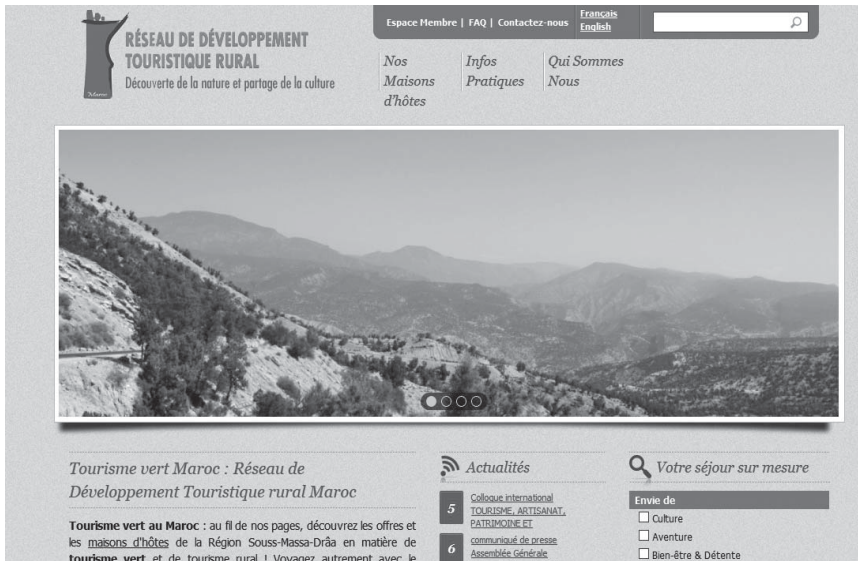 Espace Membre | FAQ | Contactez-nous
Français
English
RÉSEAU DE DÉVELOPPEMENT
TOURISTIQUE RURAL
Découverte de la nature et partage de la culture
Maroc
Nos
Maisons
d'hôtes
Infos
Pratiques
Qui Sommes
Nous
Tourisme vert Maroc : Réseau de
Développement Touristique rural Maroc
Tourisme vert au Maroc : au fil de nos pages, découvrez les offres et
les maisons d'hôtes de la Région Souss-Massa-Drâa en matière de
tourisme vert et de tourisme rural ! Voyagez autrement avec le
Actualités
5
Colloque international
TOURISME, ARTISANAT,
PATRIMOINE ET
6
communiqué de presse
Assemblée Générale
Votre séjour sur mesure
Envie de
Culture
Aventure
Bien-être & Détente